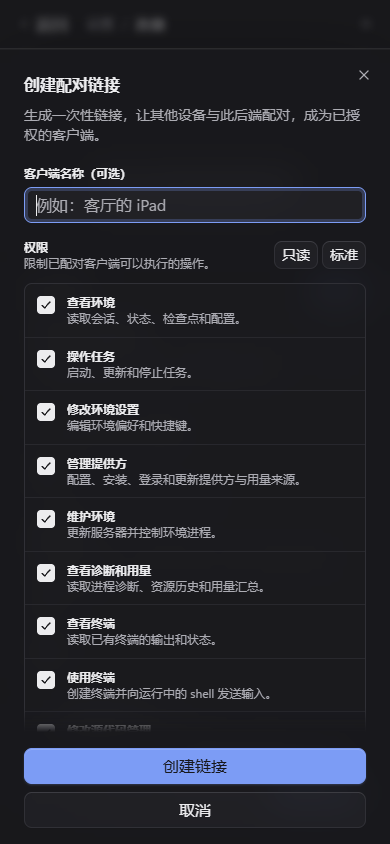 创建配对链接
生成一次性链接，让其他设备与此后端配对，成为已授
权的客户端。
客户端名称（可选）
例如：客厅的 iPad
权限
限制已配对客户端可以执行的操作。
只读
标准
查看环境
读取会话、状态、检查点和配置。
操作任务
启动、更新和停止任务。
修改环境设置
编辑环境偏好和快捷键。
管理提供方
配置、安装、登录和更新提供方与用量来源。
维护环境
更新服务器并控制环境进程。
查看诊断和用量
读取进程诊断、资源历史和用量汇总。
查看终端
读取已有终端的输出和状态。
使用终端
创建终端并向运行中的 shell 发送输入。
修改源代码管理
创建链接
取消